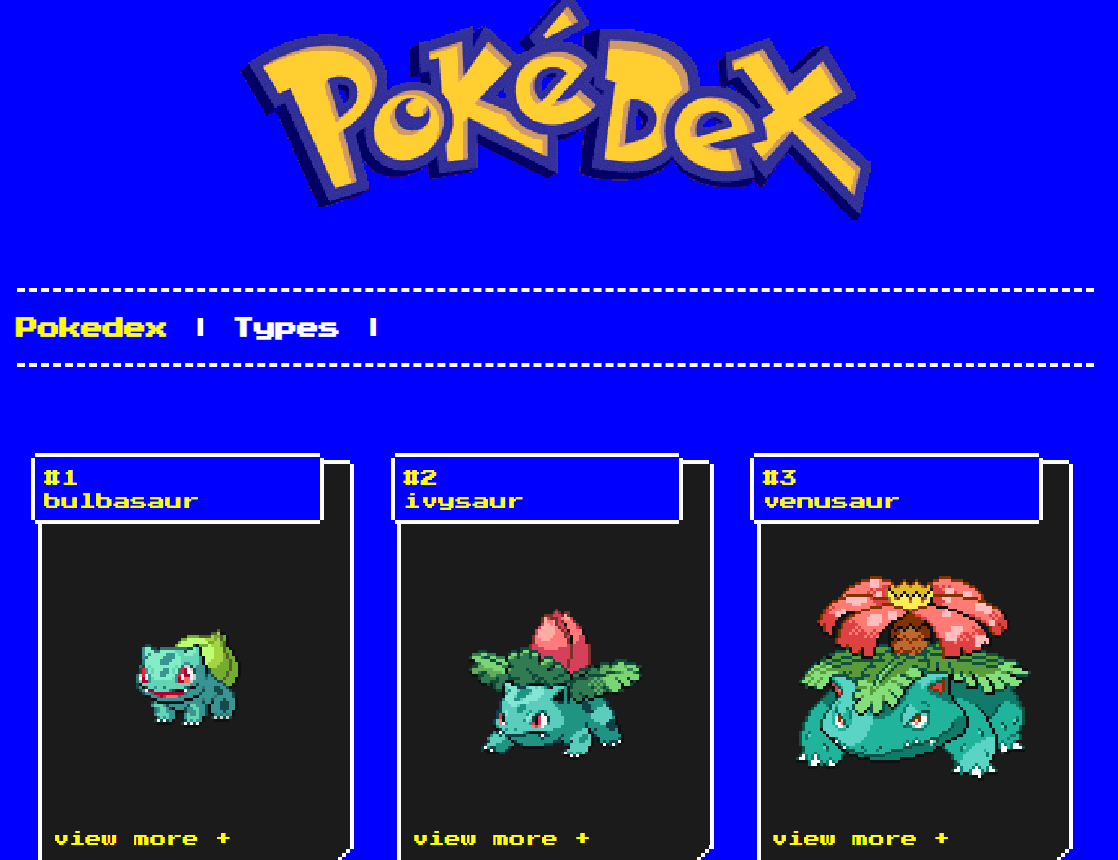 PoKéDex
Pokedex | Types |
#1
bulbasaur
#2
ivysaur
#3
venusaur
view more +
view more +
view more +